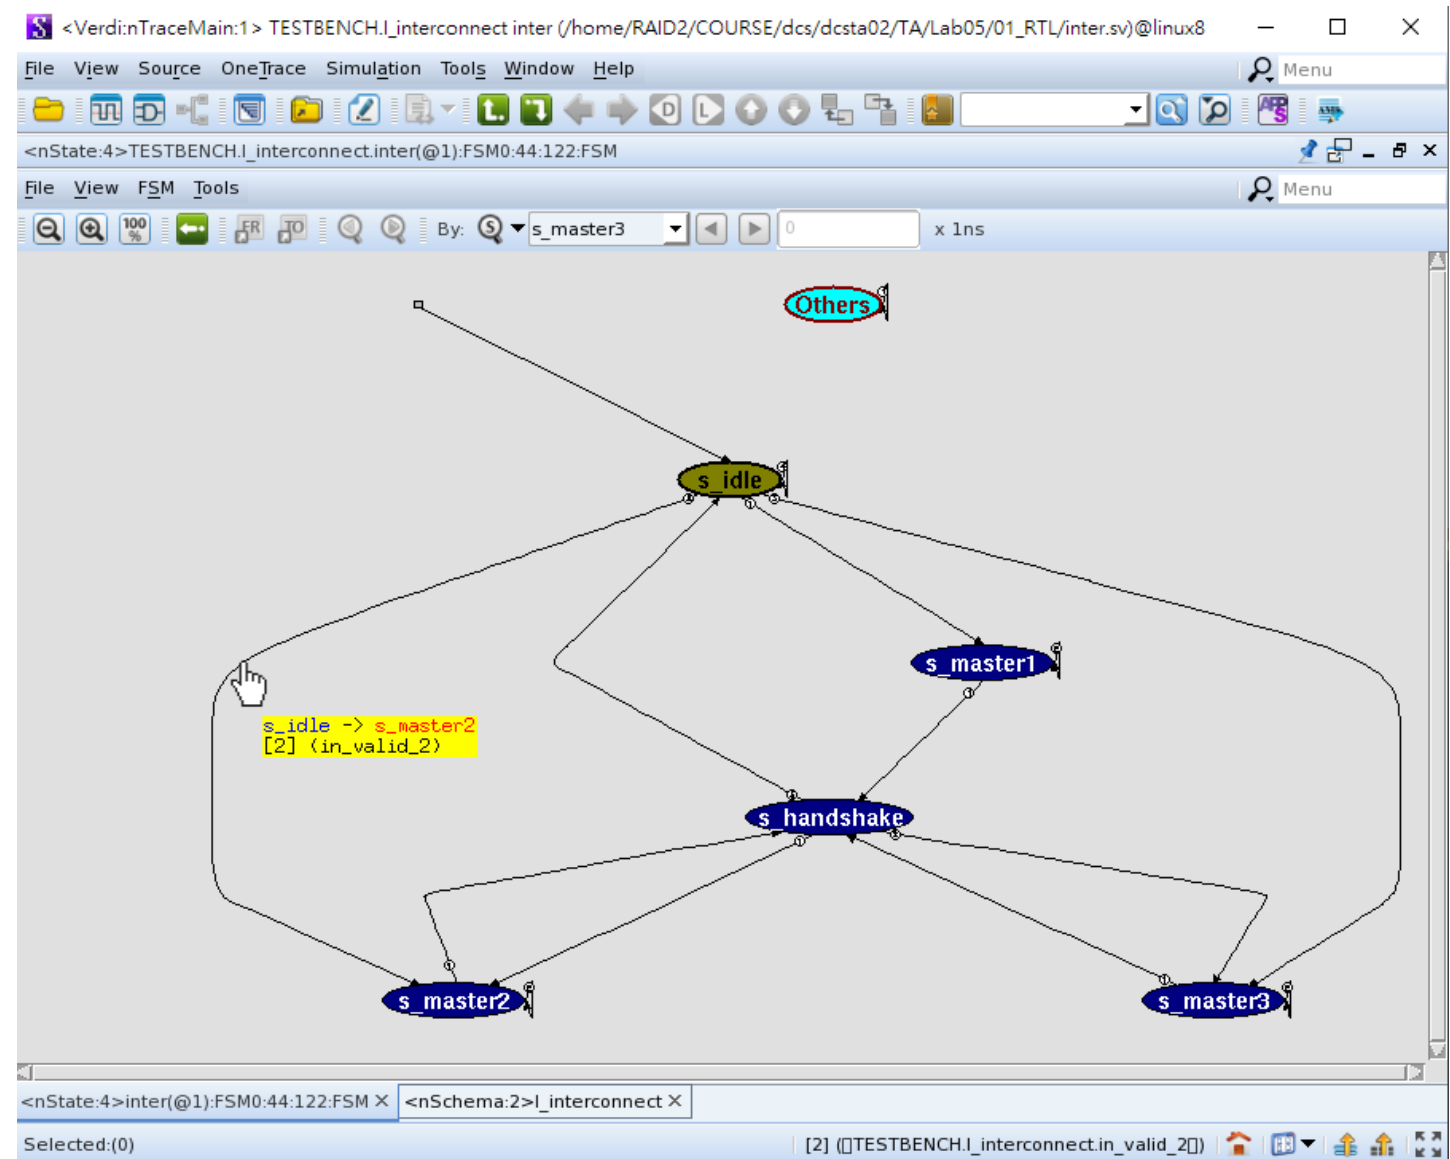 <Verdi:nTraceMain:1> TESTBENCH.I_interconnect inter (/home/RAID2/COURSE/dcs/dcsta02/TA/Lab05/01_RTL/inter.sv)@linux8
File View Source OneTrace Simulation Tools Window Help Menu
<nState:4>TESTBENCH.I_interconnect.inter(@1):FSM0:44:122:FSM
File View FSM Tools Menu
100 % FR TO By: S s_master3 0 x 1ns
Others
s_idle
s_master1
s_idle -> s_master2
[2] (in_valid_2)
s_handshake
s_master2 s_master3
<nState:4>inter(@1):FSM0:44:122:FSM <nSchema:2>I_interconnect
Selected:(0) [2] (▯TESTBENCH.I_interconnect.in_valid_2▯)